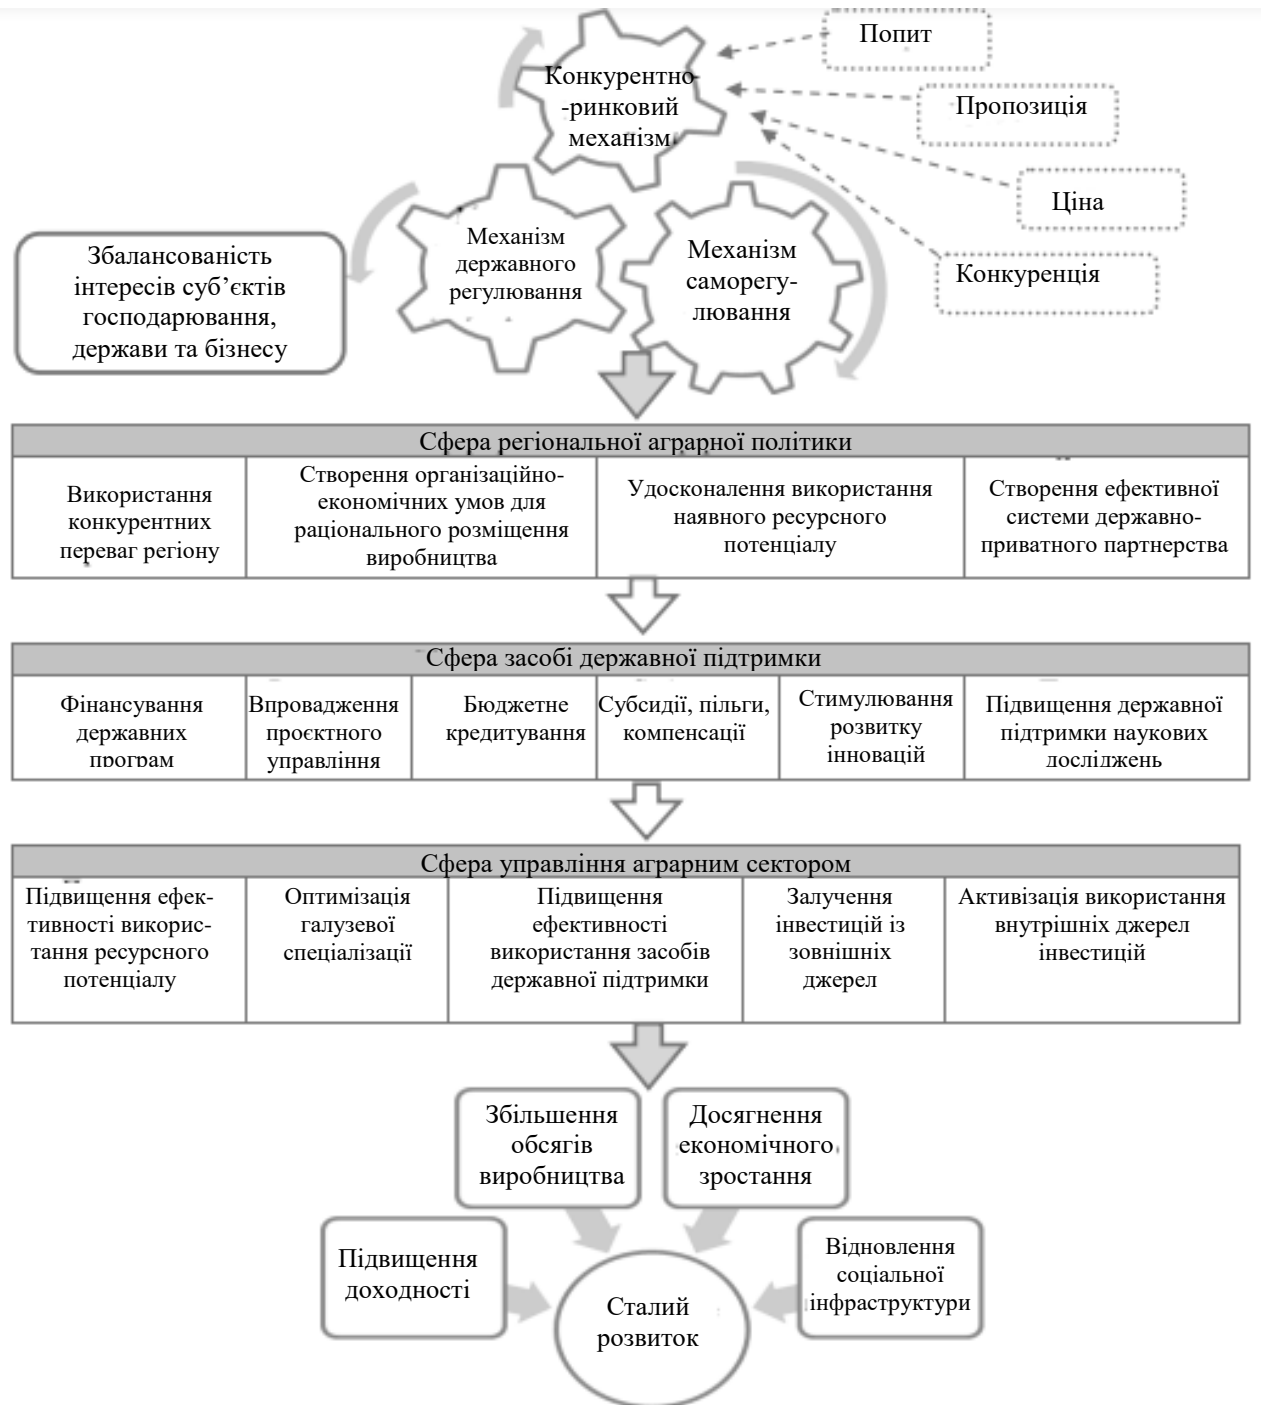 Попит
Конкурентно-
-ринковий
механізм
Пропозиція
Ціна
Конкуренція
Механізм
державного
регулювання
Механізм
саморегу-
лювання
Збалансованість
інтересів суб’єктів
господарювання,
держави та бізнесу
Сфера регіональної аграрної політики
Використання
конкурентних
переваг регіону
Створення організаційно-
економічних умов для
раціонального розміщення
виробництва
Удосконалення використання
наявного ресурсного
потенціалу
Створення ефективної
системи державно-
приватного партнерства
Сфера засобі державної підтримки
Фінансування
державних
програм
Впровадження
проєктного
управління
Бюджетне
кредитування
Субсидії, пільги,
компенсації
Стимулювання
розвитку
інновацій
Підвищення державної
підтримки наукових
досліджень
Сфера управління аграрним сектором
Підвищення ефек-
тивності викорис-
тання ресурсного
потенціалу
Оптимізація
галузевої
спеціалізації
Підвищення
ефективності
використання засобів
державної підтримки
Залучення
інвестицій із
зовнішніх
джерел
Активізація використання
внутрішніх джерел
інвестицій
Збільшення
обсягів
виробництва
Досягнення
економічного
зростання
Підвищення
доходності
Відновлення
соціальної
інфраструктури
Сталий
розвиток